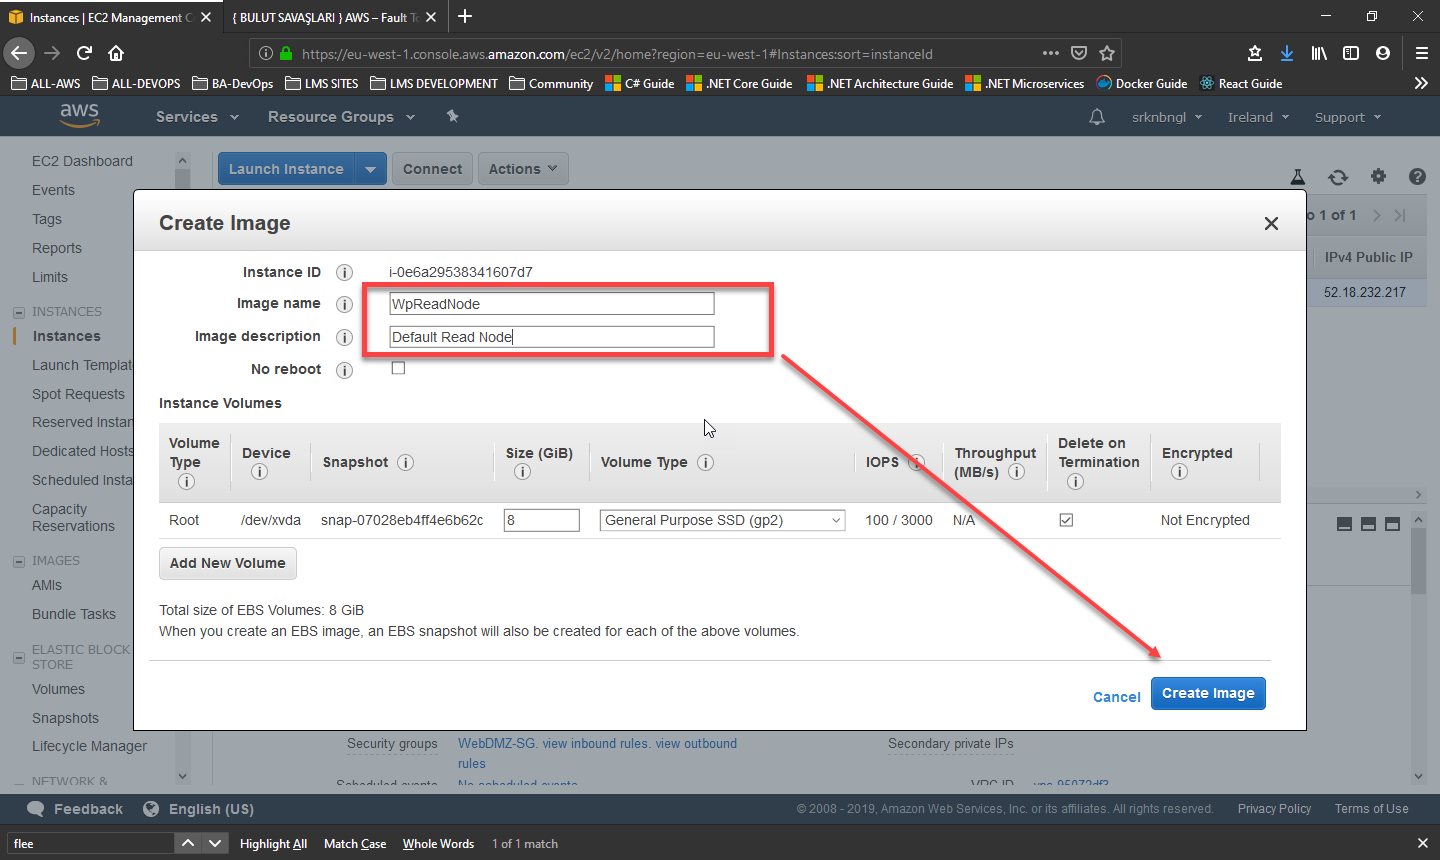 Instances | EC2 Management C
{ BULUT SAVAŞLARI } AWS – Fault To
https://eu-west-1.console.aws.amazon.com/ec2/v2/home?region=eu-west-1#Instances:sort=instanceId
ALL-AWS ALL-DEVOPS BA-DevOps LMS SITES LMS DEVELOPMENT Community C# Guide .NET Core Guide .NET Architecture Guide .NET Microservices Docker Guide React Guide
aws Services Resource Groups srknbngl Ireland Support
EC2 Dashboard
Events
Tags
Reports
Limits
INSTANCES
Instances
Launch Templat
Spot Requests
Reserved Instan
Dedicated Hosts
Scheduled Insta
Capacity
Reservations
IMAGES
AMIs
Bundle Tasks
ELASTIC BLOCK
STORE
Volumes
Snapshots
Lifecycle Manager
NETWORK &
Launch Instance Connect Actions
o 1 of 1
IPv4 Public IP
52.18.232.217
Create Image
Instance ID i-0e6a29538341607d7
Image name WpReadNode
Image description Default Read Node
No reboot
Instance Volumes
Volume Type Device Snapshot Size (GiB) Volume Type IOPS Throughput (MB/s) Delete on Termination Encrypted
Root /dev/xvda snap-07028eb4ff4e6b62c 8 General Purpose SSD (gp2) 100 / 3000 N/A Not Encrypted
Add New Volume
Total size of EBS Volumes: 8 GiB
When you create an EBS image, an EBS snapshot will also be created for each of the above volumes.
Cancel Create Image
Security groups WebDMZ-SG. view inbound rules. view outbound
rules
Secondary private IPs
Scheduled events No scheduled events
VPC ID vpc-95072df3
Feedback English (US) © 2008 - 2019, Amazon Web Services, Inc. or its affiliates. All rights reserved. Privacy Policy Terms of Use
flee Highlight All Match Case Whole Words 1 of 1 match